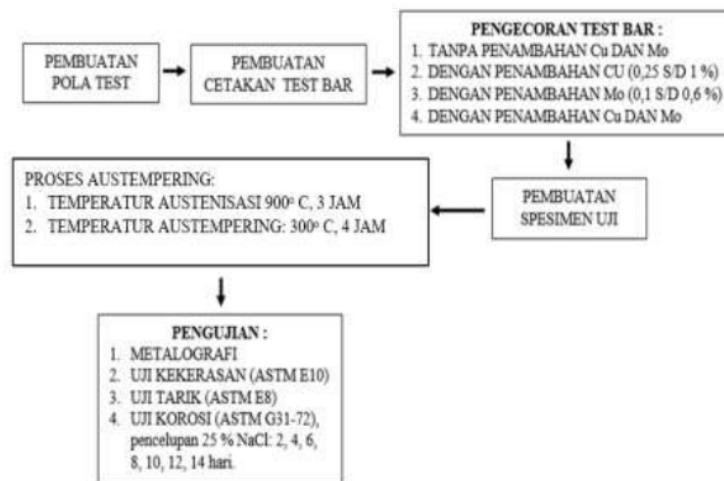 PEMBUATAN
POLA TEST
PEMBUATAN
CETAKAN TEST BAR
PENGECORAN TEST BAR :
1. TANPA PENAMBAHAN Cu DAN Mo
2. DENGAN PENAMBAHAN CU (0,25 S/D 1 %)
3. DENGAN PENAMBAHAN Mo (0,1 S/D 0,6 %)
4. DENGAN PENAMBAHAN Cu DAN Mo
PEMBUATAN
SPESIMEN UJI
PROSES AUSTEMPERING:
1. TEMPERATUR AUSTENISASI 900º C, 3 JAM
2. TEMPERATUR AUSTEMPERING: 300º C, 4 JAM
PENGUJIAN :
1. METALOGRAFI
2. UJI KEKERASAN (ASTM E10)
3. UJI TARIK (ASTM E8)
4. UJI KOROSI (ASTM G31-72),
pencelupan 25 % NaCl: 2, 4, 6,
8, 10, 12, 14 hari.